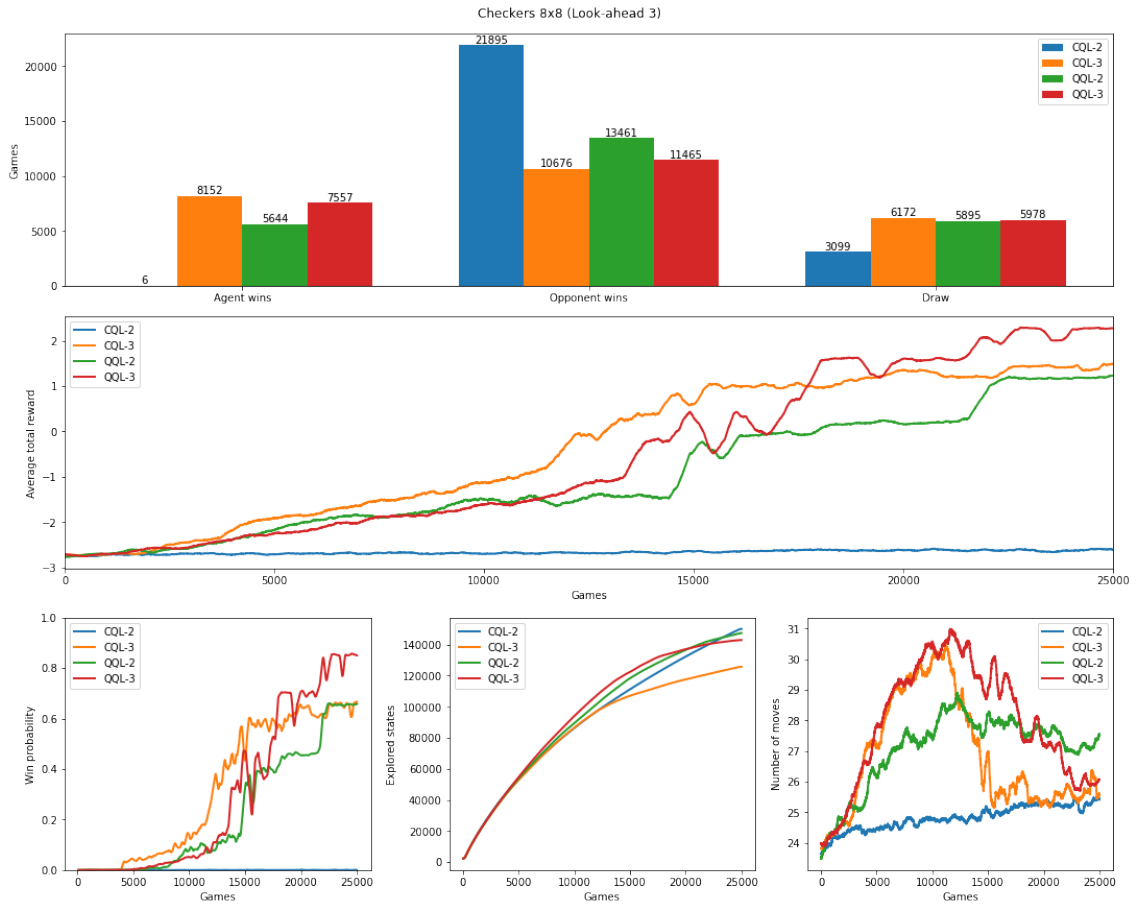 Checkers 8x8 (Look-ahead 3)
21895
CQL-2
CQL-3
QQL-2
QQL-3
20000
15000
13461
11465
10676
10000
8152
7557
5644
6172
5895
5978
5000
3099
6
0
Games
Agent wins
Opponent wins
Draw
CQL-2
CQL-3
QQL-2
QQL-3
2
1
0
−1
−2
−3
Average total reward
0
5000
10000
15000
20000
25000
Games
CQL-2
CQL-3
QQL-2
QQL-3
1.0
0.8
0.6
0.4
0.2
0.0
Win probability
0
5000
10000
15000
20000
25000
Games
CQL-2
CQL-3
QQL-2
QQL-3
140000
120000
100000
80000
60000
40000
20000
0
Explored states
0
5000
10000
15000
20000
25000
Games
CQL-2
CQL-3
QQL-2
QQL-3
31
30
29
28
27
26
25
24
Number of moves
0
5000
10000
15000
20000
25000
Games